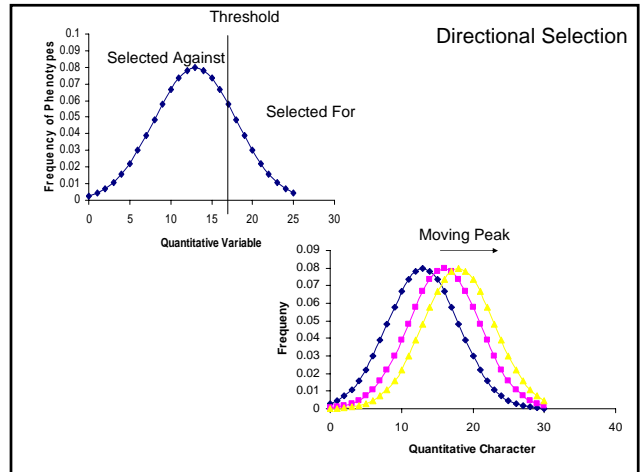 Directional Selection
Threshold
Selected Against
Selected For
Frequency of Phenotypes
0.1
0.09
0.08
0.07
0.06
0.05
0.04
0.03
0.02
0.01
0
0 5 10 15 20 25 30
Quantitative Variable
Moving Peak
Frequeny
0.09
0.08
0.07
0.06
0.05
0.04
0.03
0.02
0.01
0
0 10 20 30 40
Quantitative Character